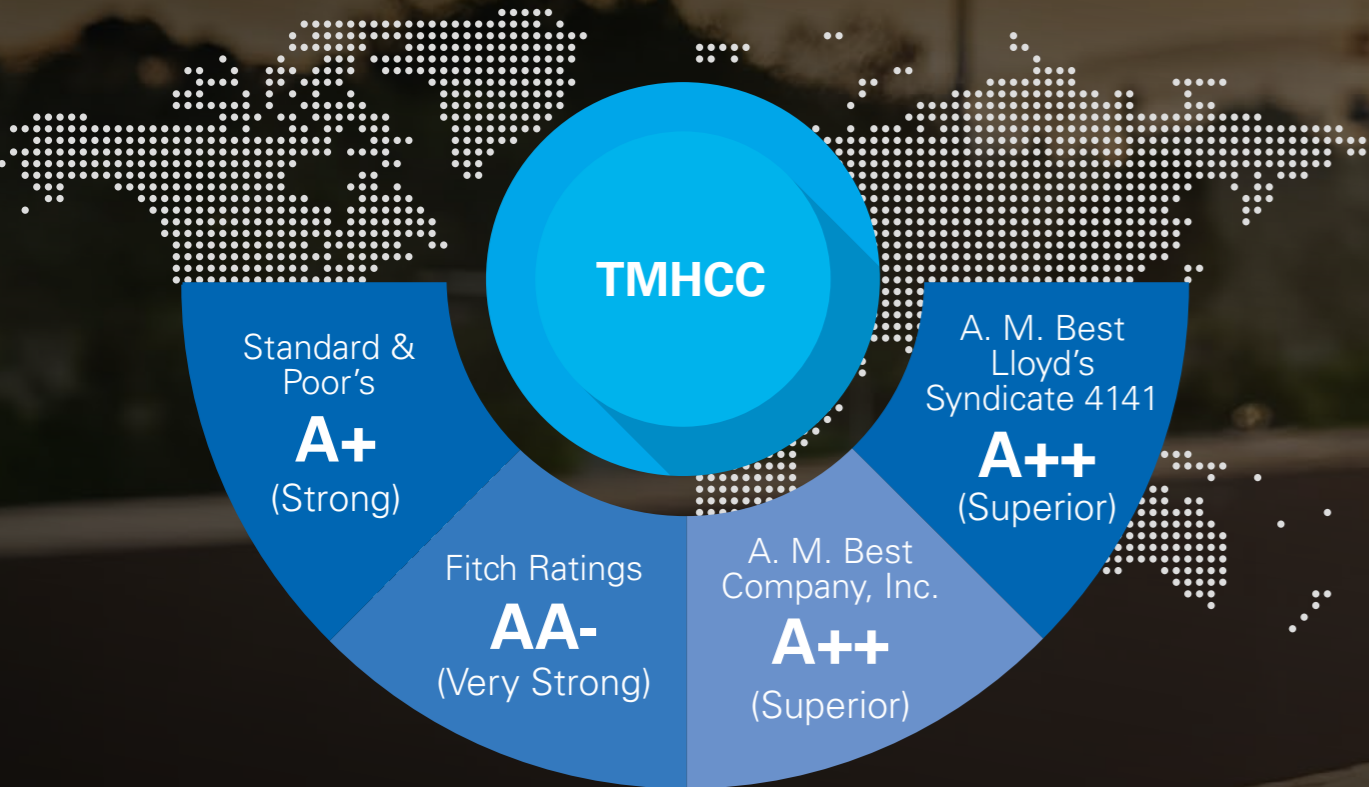 TMHCC
Standard &
Poor's
A+
(Strong)
Fitch Ratings
AA-
(Very Strong)
A. M. Best
Company, Inc.
A++
(Superior)
A. M. Best
Lloyd's
Syndicate 4141
A++
(Superior)